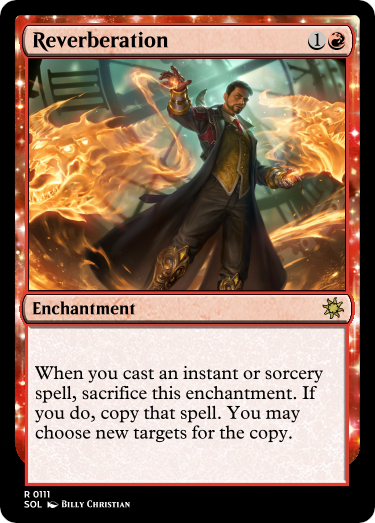 Reverberation 1
Enchantment
When you cast an instant or sorcery
spell, sacrifice this enchantment. If
you do, copy that spell. You may
choose new targets for the copy.
R 0111
SOL Billy Christian